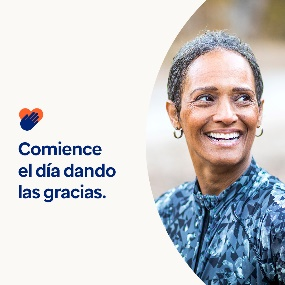 Comience
el día dando
las gracias.